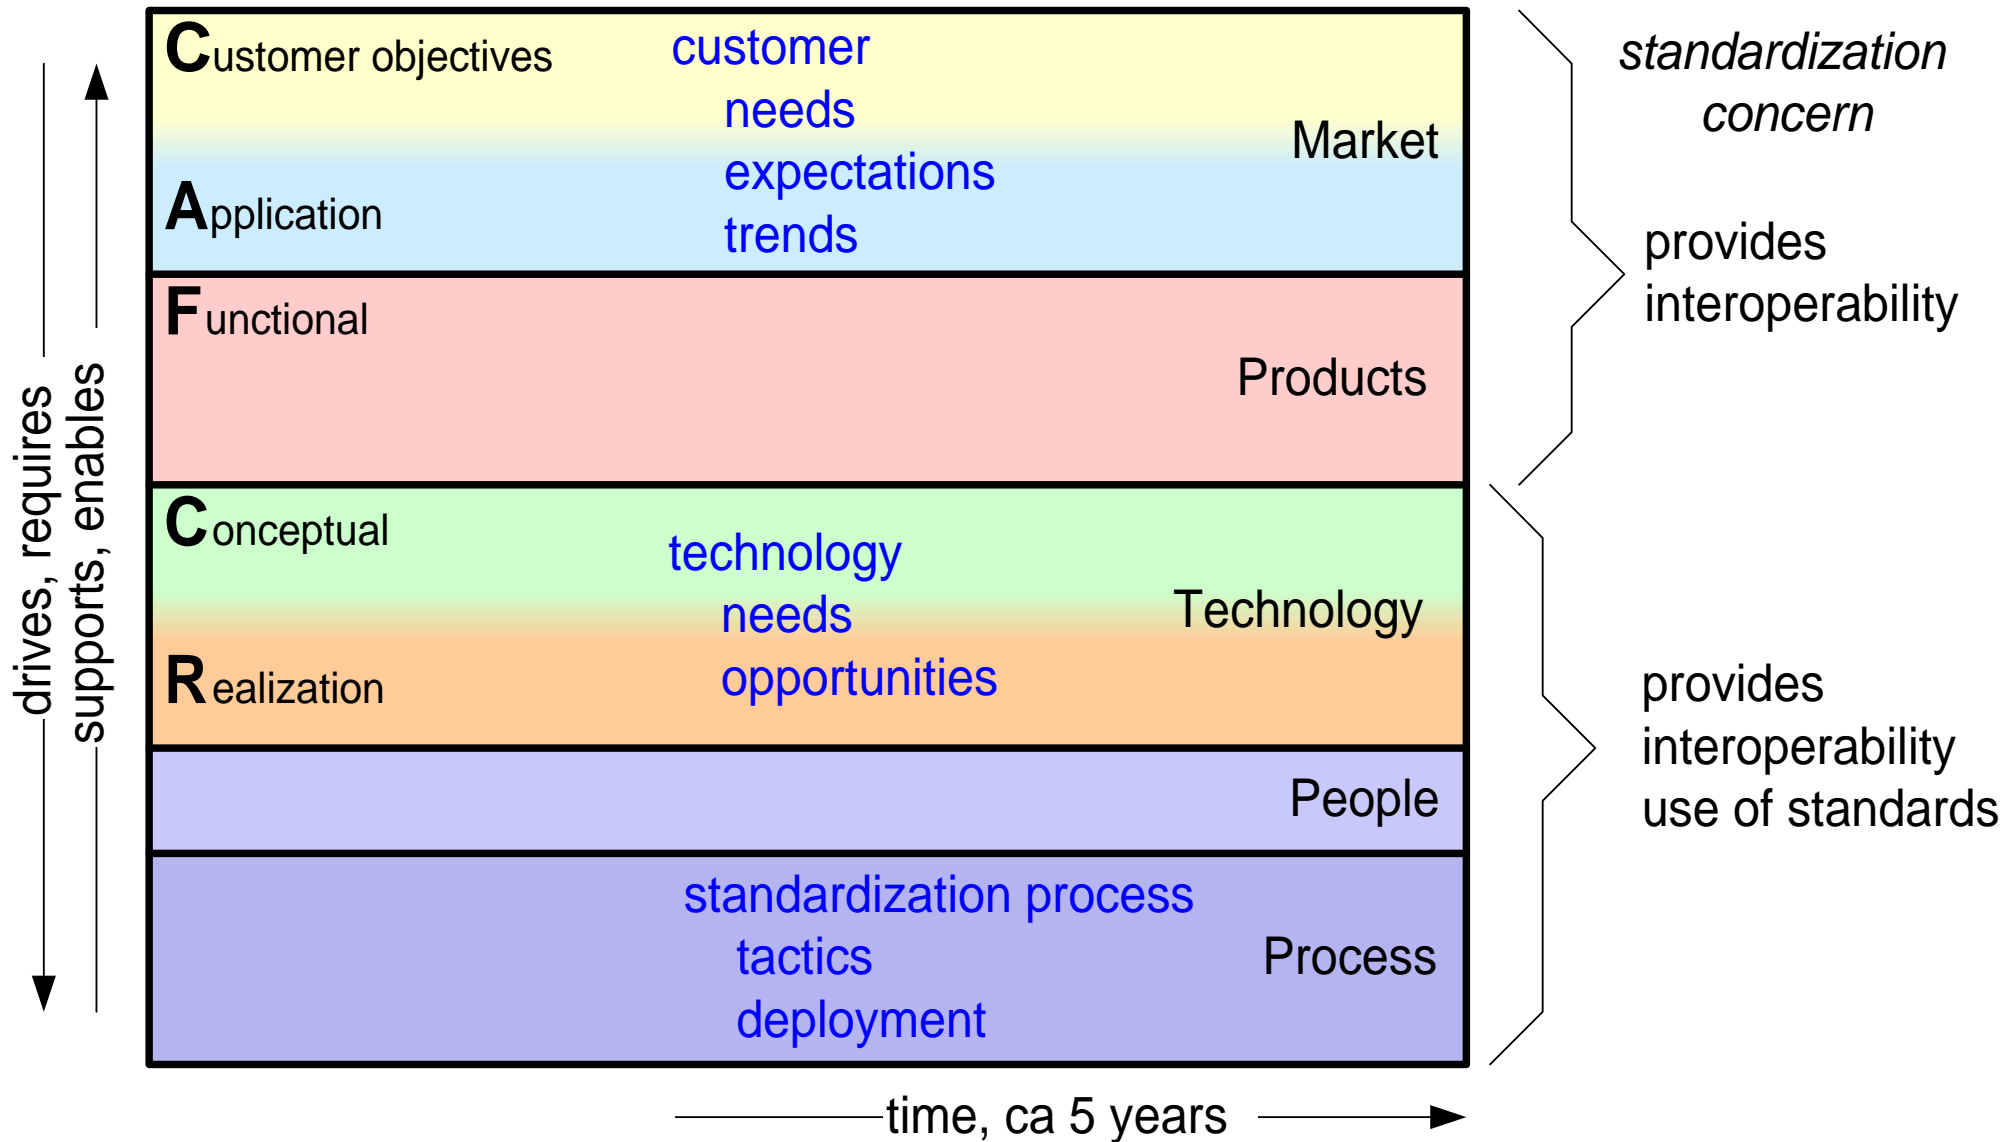 Customer objectives
customer
needs
expectations
trends
Application
Market
standardization
concern
provides
interoperability
Functional
Products
Conceptual
technology
needs
opportunities
Realization
Technology
provides
interoperability
use of standards
People
standardization process
tactics
deployment
Process
drives, requires
supports, enables
time, ca 5 years